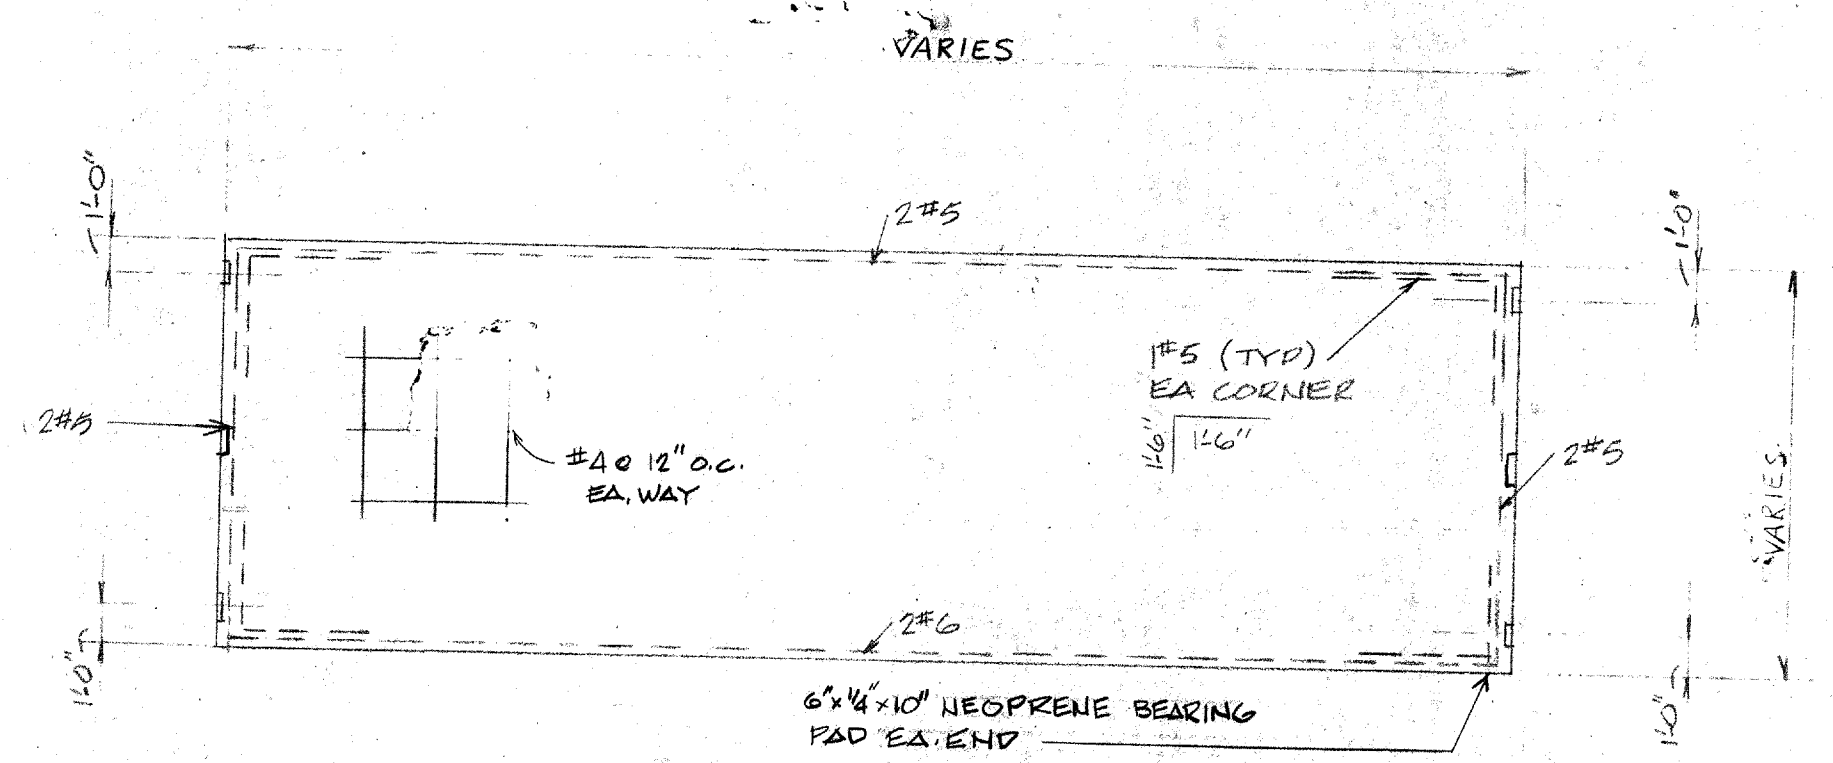 VARIES
1'-0"
2#5
1'-0"
1#5 (TYP)
EA CORNER
1'-6"
1'-6"
2#5
#4@ 12" O.C.
EA. WAY
2#5
VARIES
2#6
1'-0"
6"x1/4"x10" NEOPRENE BEARING
PAD EA. END
1'-0"